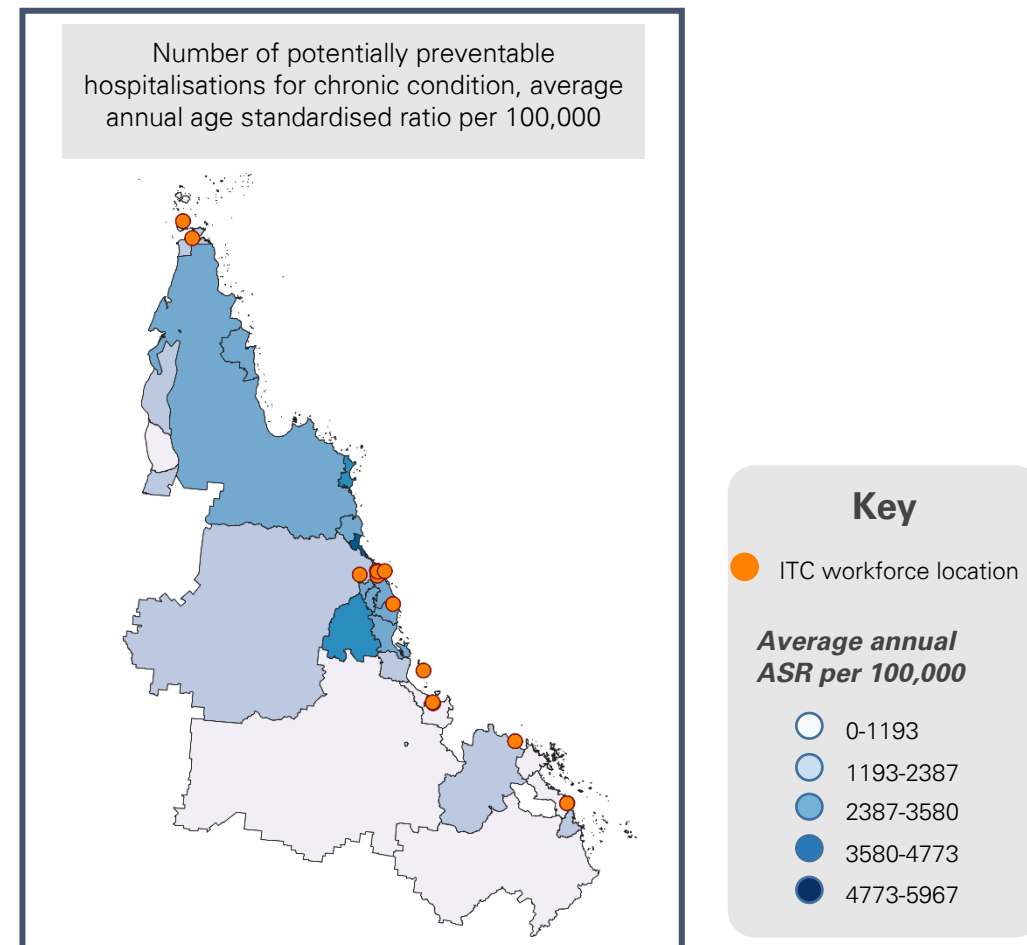 Number of potentially preventable
hospitalisations for chronic condition, average
annual age standardised ratio per 100,000
Key
ITC workforce location
Average annual
ASR per 100,000
0-1193
1193-2387
2387-3580
3580-4773
4773-5967